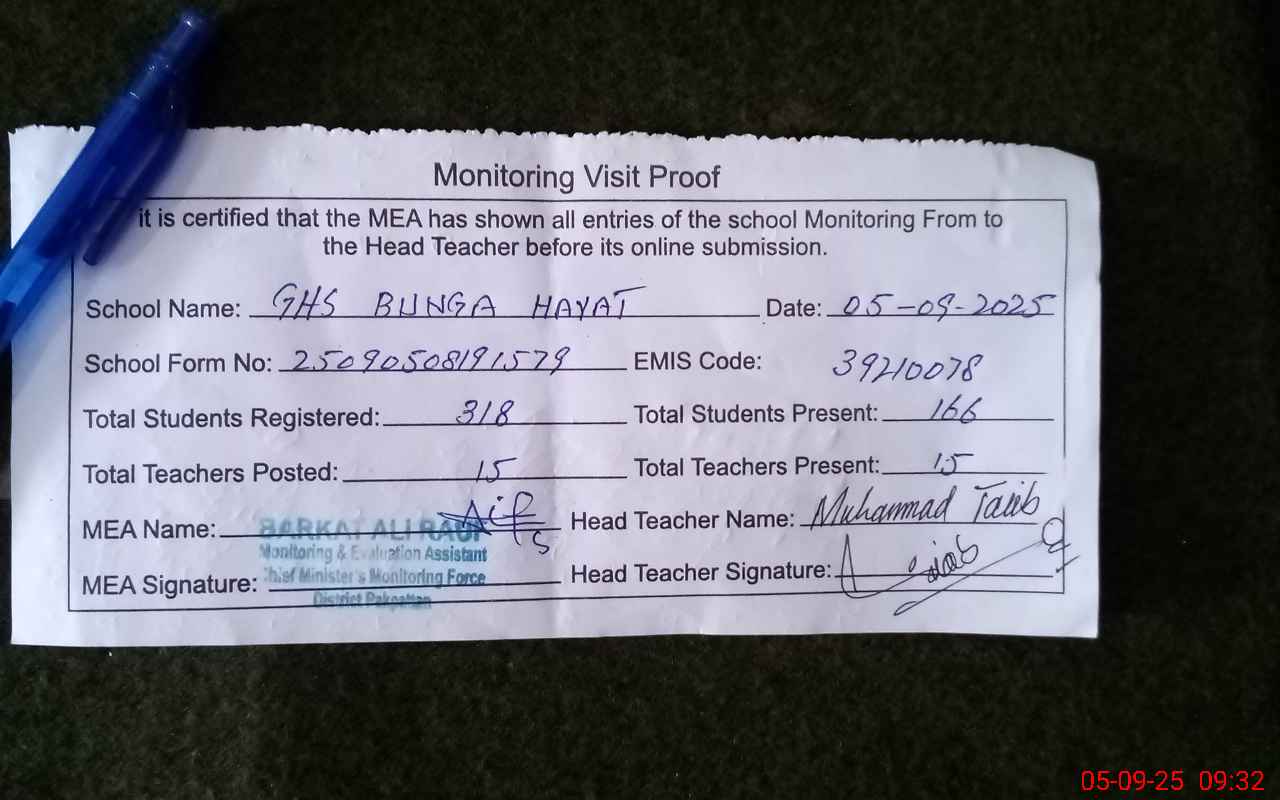 Monitoring Visit Proof
it is certified that the MEA has shown all entries of the school Monitoring From to
the Head Teacher before its online submission.
School Name: GHS BUNGA HAYAT Date: 05-09-2025
School Form No: 25090508191579 EMIS Code: 39210078
Total Students Registered: 318 Total Students Present: 166
Total Teachers Posted: 15 Total Teachers Present: 15
MEA Name: BARKAT ALI RAUF Head Teacher Name: Muhammad
Monitoring & Evaluation Assistant
MEA Signature: Chief Minister's Monitoring Force Head Teacher Signature:
District Pakpattan
05-09-25 09:32